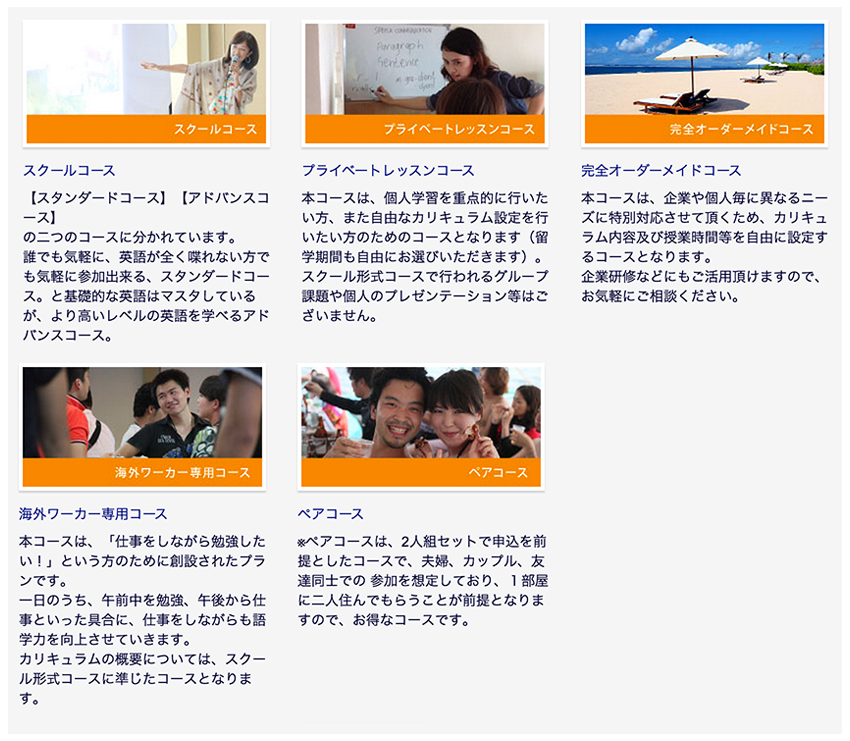 スクールコース
スクールコース
【スタンダードコース】【アドバンスコ
ース】
の二つのコースに分かれています。
誰でも気軽に、英語が全く喋れない方で
も気軽に参加出来る、スタンダードコー
ス。と基礎的な英語はマスタしている
が、より高いレベルの英語を学べるアド
バンスコース。
SPEECH COMMUNICATION
Paragraph
Sentence
プライベートレッスンコース
プライベートレッスンコース
本コースは、個人学習を重点的に行いた
い方、また自由なカリキュラム設定を行
いたい方のためのコースとなります（留
学期間も自由にお選びいただきます）。
スクール形式コースで行われるグループ
課題や個人のプレゼンテーション等はご
ざいません。
完全オーダーメイドコース
完全オーダーメイドコース
本コースは、企業や個人毎に異なるニー
ズに特別対応させて頂くため、カリキュ
ラム内容及び授業時間等を自由に設定す
るコースとなります。
企業研修などにもご活用頂けますので、
お気軽にご相談ください。
海外ワーカー専用コース
海外ワーカー専用コース
本コースは、「仕事をしながら勉強した
い！」という方のために創設されたプラ
ンです。
一日のうち、午前中を勉強、午後から仕
事といった具合に、仕事をしながらも語
学力を向上させていきます。
カリキュラムの概要については、スクー
ル形式コースに準じたコースとなりま
す。
ペアコース
ペアコース
※ペアコースは、2人組セットで申込を前
提としたコースで、夫婦、カップル、友
達同士での 参加を想定しており、１部屋
に二人住んでもらうことが前提となりま
すので、お得なコースです。